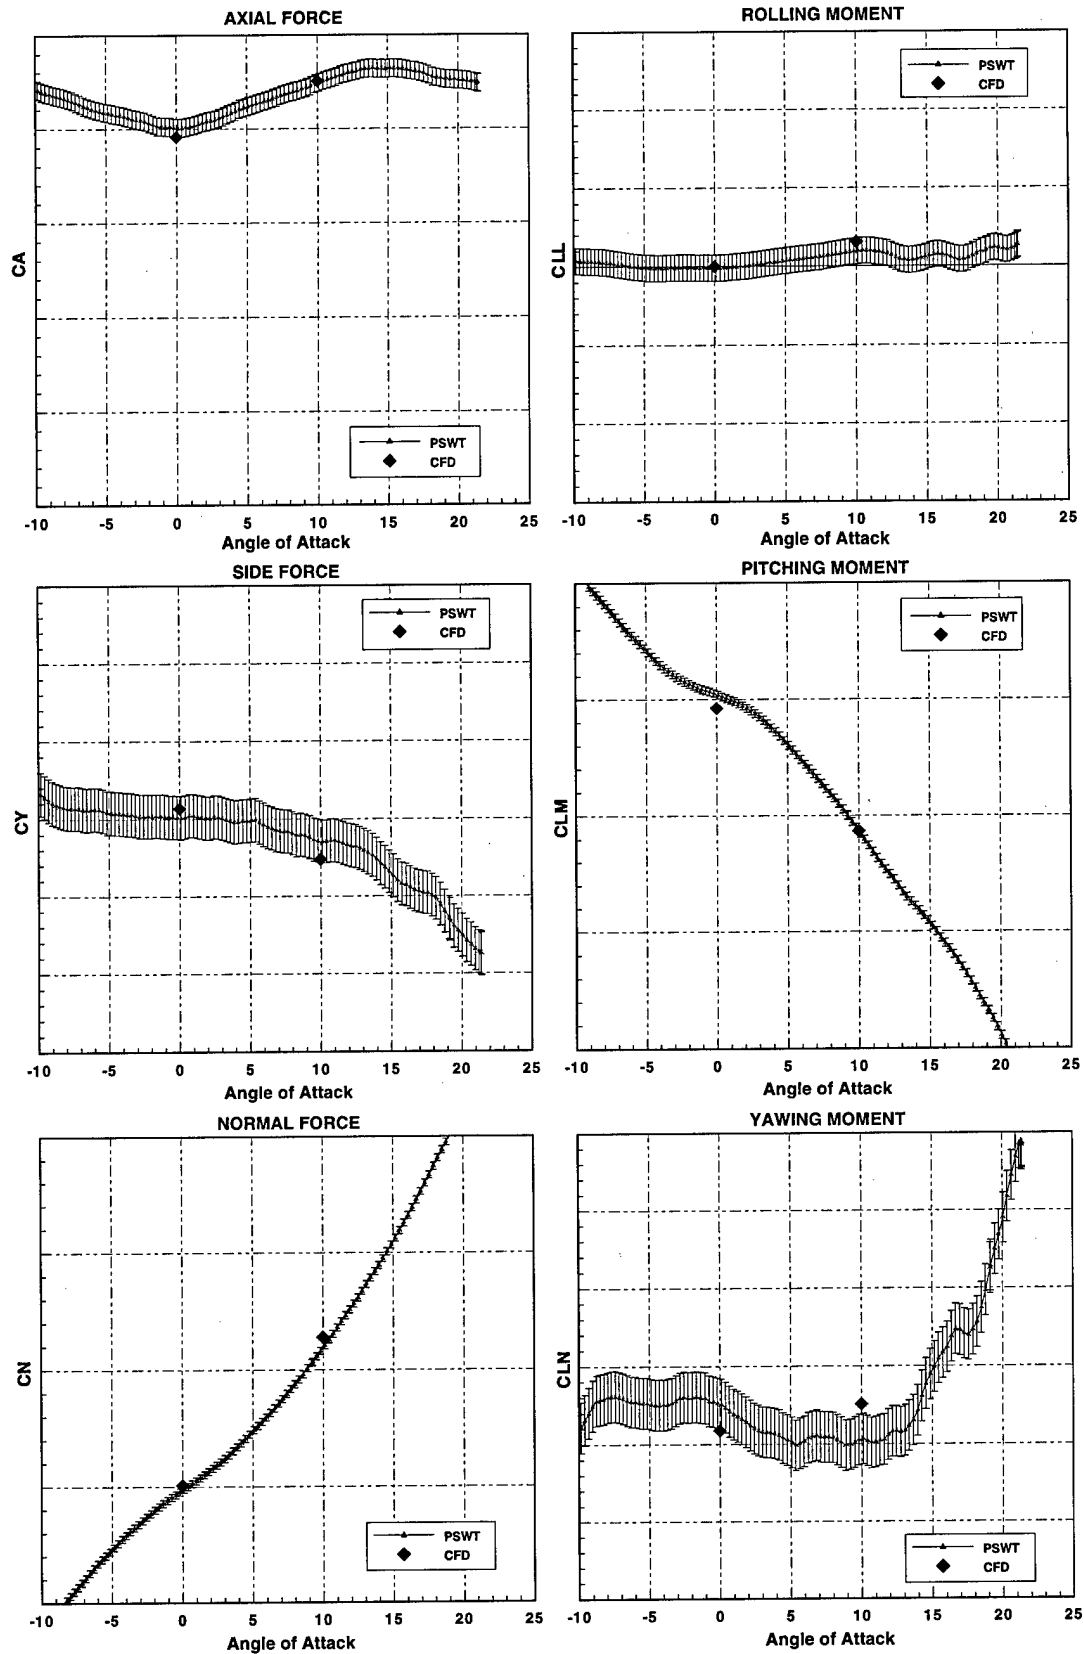 AXIAL FORCE
CA
PSWT
CFD
-10 -5 0 5 10 15 20 25
Angle of Attack
ROLLING MOMENT
PSWT
CFD
CLL
-10 -5 0 5 10 15 20 25
Angle of Attack
SIDE FORCE
PSWT
CFD
CY
-10 -5 0 5 10 15 20 25
Angle of Attack
PITCHING MOMENT
PSWT
CFD
CLM
-10 -5 0 5 10 15 20 25
Angle of Attack
NORMAL FORCE
CN
PSWT
CFD
-10 -5 0 5 10 15 20 25
Angle of Attack
YAWING MOMENT
CLN
PSWT
CFD
-10 -5 0 5 10 15 20 25
Angle of Attack